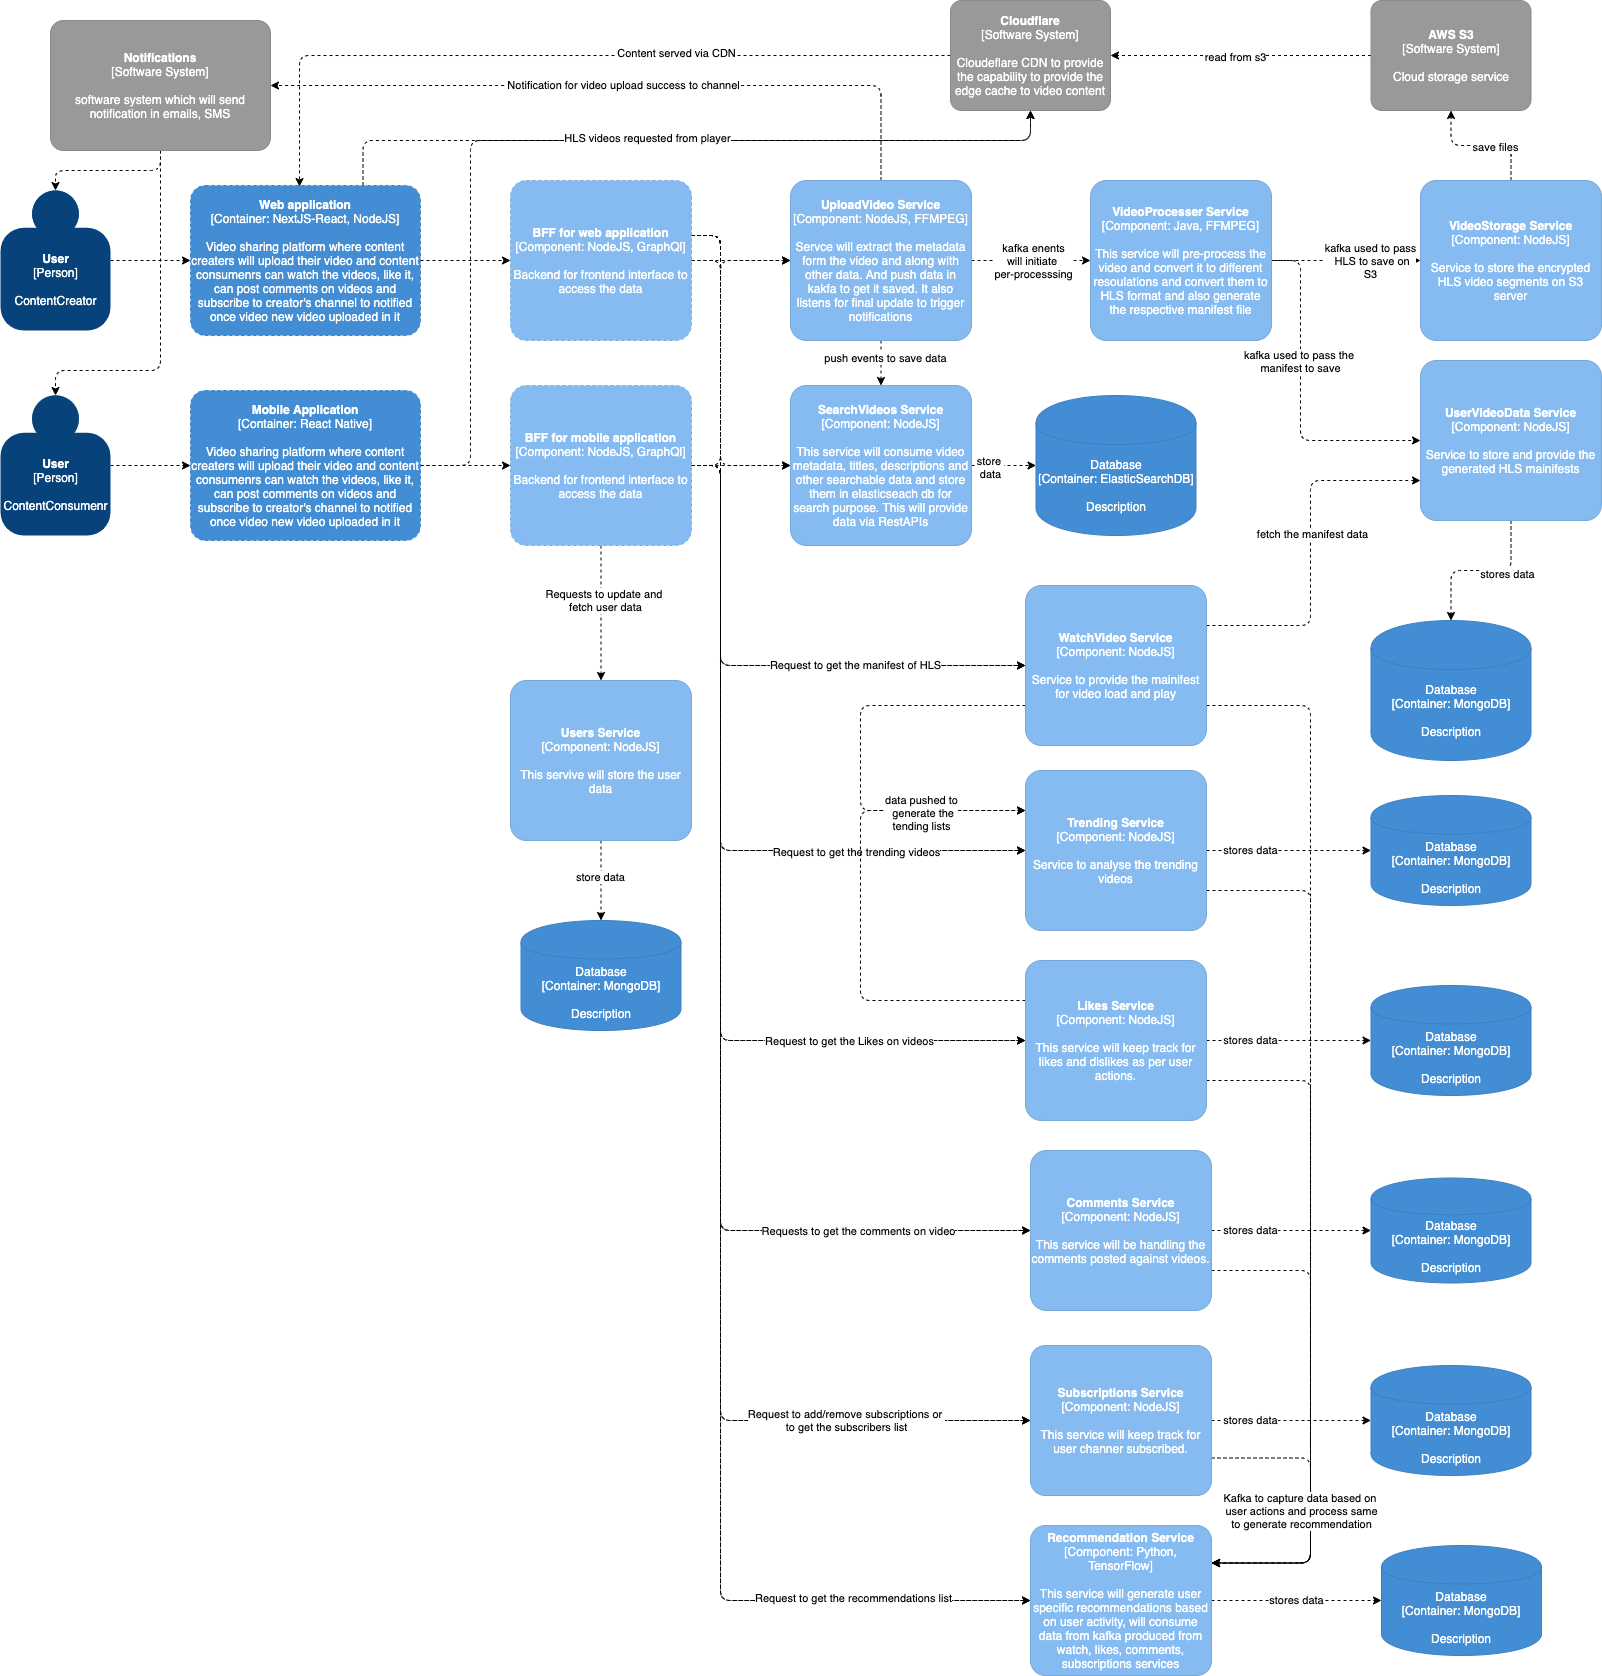 Notifications
[Software System]
software system which will send
notification in emails, SMS
Cloudflare
[Software System]
Cloudeflare CDN to provide
the capability to provide the
edge cache to video content
AWS S3
[Software System]
Cloud storage service
Content served via CDN
read from s3
Notification for video upload success to channel
HLS videos requested from player
save files
User
[Person]
ContentCreator
Web application
[Container: NextJS-React, NodeJS]
Video sharing platform where content
creaters will upload their video and content
consumenrs can watch the videos, like it,
can post comments on videos and
subscribe to creator's channel to notified
once video new video uploaded in it
BFF for web application
[Component: NodeJS, GraphQl]
Backend for frontend interface to
access the data
UploadVideo Service
[Component: NodeJS, FFMPEG]
Servce will extract the metadata
form the video and along with
other data. And push data in
kakfa to get it saved. It also
listens for final update to trigger
notifications
kafka enents
will initiate
per-processsing
VideoProcesser Service
[Component: Java, FFMPEG]
This service will pre-process the
video and convert it to different
resoulations and convert them to
HLS format and also generate
the respective manifest file
kafka used to pass
HLS to save on
S3
VideoStorage Service
[Component: NodeJS]
Service to store the encrypted
HLS video segments on S3
server
push events to save data
kafka used to pass the
manifest to save
User
[Person]
ContentConsumenr
Mobile Application
[Container: React Native]
Video sharing platform where content
creaters will upload their video and content
consumenrs can watch the videos, like it,
can post comments on videos and
subscribe to creator's channel to notified
once video new video uploaded in it
BFF for mobile application
[Component: NodeJS, GraphQl]
Backend for frontend interface to
access the data
SearchVideos Service
[Component: NodeJS]
This service will consume video
metadata, titles, descriptions and
other searchable data and store
them in elasticseach db for
search purpose. This will provide
data via RestAPIs
store
data
Database
[Container: ElasticSearchDB]
Description
UserVideoData Service
[Component: NodeJS]
Service to store and provide the
generated HLS mainifests
fetch the manifest data
stores data
Requests to update and
fetch user data
Request to get the manifest of HLS
WatchVideo Service
[Component: NodeJS]
Service to provide the mainifest
for video load and play
Database
[Container: MongoDB]
Description
Users Service
[Component: NodeJS]
This servive will store the user
data
data pushed to
generate the
tending lists
Request to get the trending videos
Trending Service
[Component: NodeJS]
Service to analyse the trending
videos
stores data
Database
[Container: MongoDB]
Description
store data
Database
[Container: MongoDB]
Description
Request to get the Likes on videos
Likes Service
[Component: NodeJS]
This service will keep track for
likes and dislikes as per user
actions.
stores data
Database
[Container: MongoDB]
Description
Requests to get the comments on video
Comments Service
[Component: NodeJS]
This service will be handling the
comments posted against videos.
stores data
Database
[Container: MongoDB]
Description
Request to add/remove subscriptions or
to get the subscribers list
Subscriptions Service
[Component: NodeJS]
This service will keep track for
user channer subscribed.
stores data
Database
[Container: MongoDB]
Description
Kafka to capture data based on
user actions and process same
to generate recommendation
Request to get the recommendations list
Recommendation Service
[Component: Python,
TensorFlow]
This service will generate user
specific recommendations based
on user activity, will consume
data from kafka produced from
watch, likes, comments,
subscriptions services
stores data
Database
[Container: MongoDB]
Description